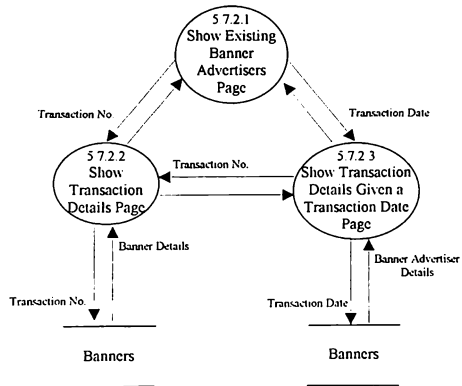 5 7.2.1
Show Existing
Banner
Advertisers
Page
Transaction No.
Transaction Date
5.7.2.2
Show
Transaction
Details Page
Transaction No.
5.7.2 3
Show Transaction
Details Given a
Transaction Date
Page
Banner Details
Banner Advertiser
Details
Transaction No.
Transaction Date
Banners
Banners